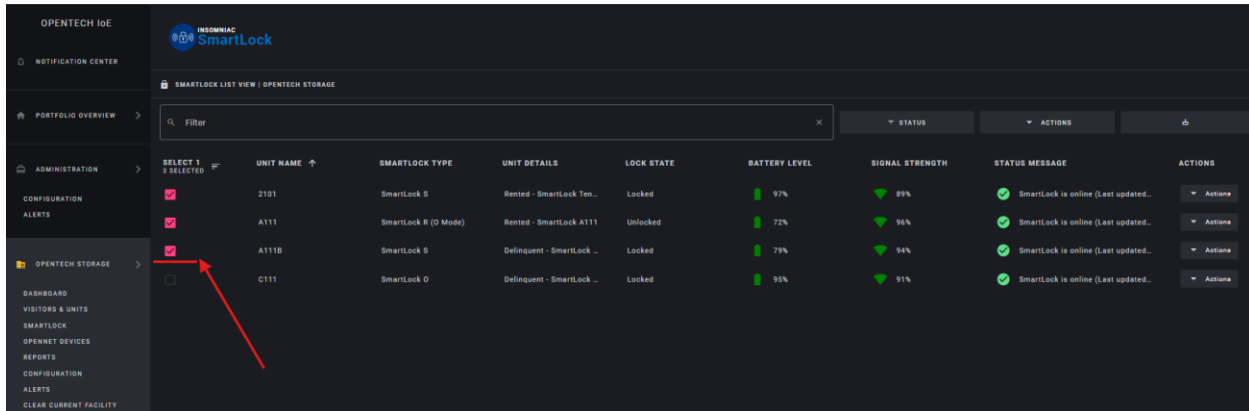 OPENTECH IoE
NOTIFICATION CENTER
PORTFOLIO OVERVIEW
ADMINISTRATION
CONFIGURATION
ALERTS
OPENTECH STORAGE
DASHBOARD
VISITORS & UNITS
SMARTLOCK
OPENNET DEVICES
REPORTS
CONFIGURATION
ALERTS
CLEAR CURRENT FACILITY
INSOMNIAC
SmartLock
SMARTLOCK LIST VIEW | OPENTECH STORAGE
Filter STATUS ACTIONS
SELECT 1 UNIT NAME SMARTLOCK TYPE UNIT DETAILS LOCK STATE BATTERY LEVEL SIGNAL STRENGTH STATUS MESSAGE ACTIONS
3 SELECTED
2101 SmartLock S Rented - SmartLock Ten... Locked 97% 89% SmartLock is online (Last updated... Actions
A111 SmartLock R (O Mode) Rented - SmartLock A111 Unlocked 72% 96% SmartLock is online (Last updated... Actions
A111B SmartLock S Delinquent - SmartLock ... Locked 79% 94% SmartLock is online (Last updated... Actions
C111 SmartLock O Delinquent - SmartLock ... Locked 95% 91% SmartLock is online (Last updated... Actions